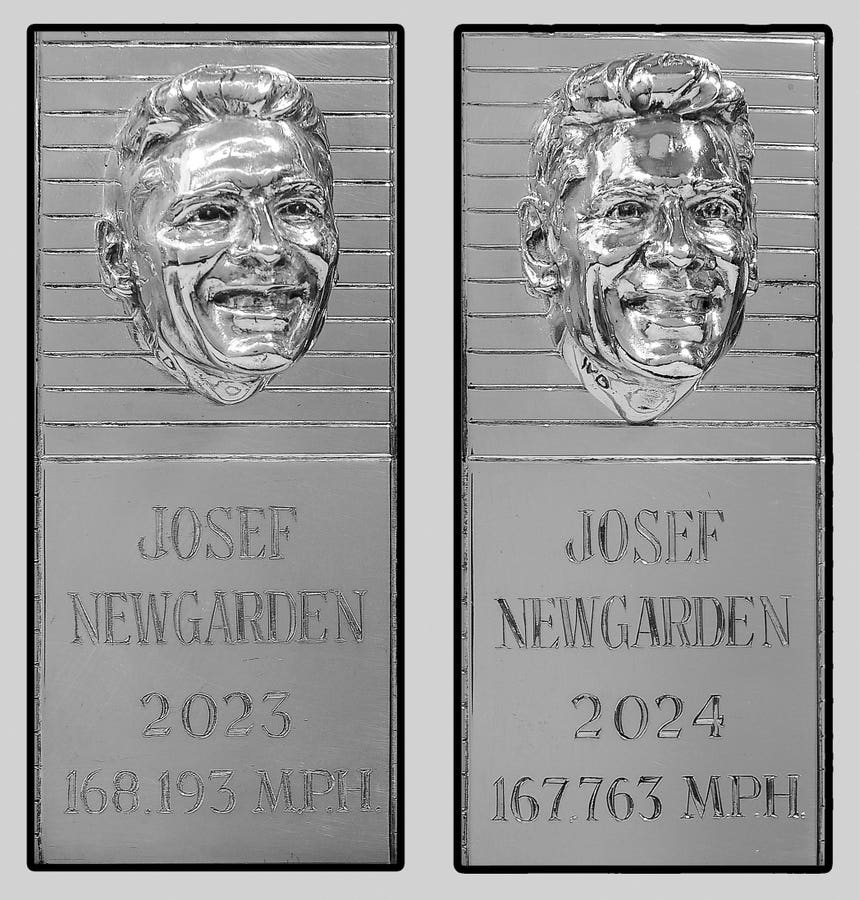 JOSEF
NEWGARDEN
2023
168.193 M.P.H.
JOSEF
NEWGARDEN
2024
167.763 M.P.H.